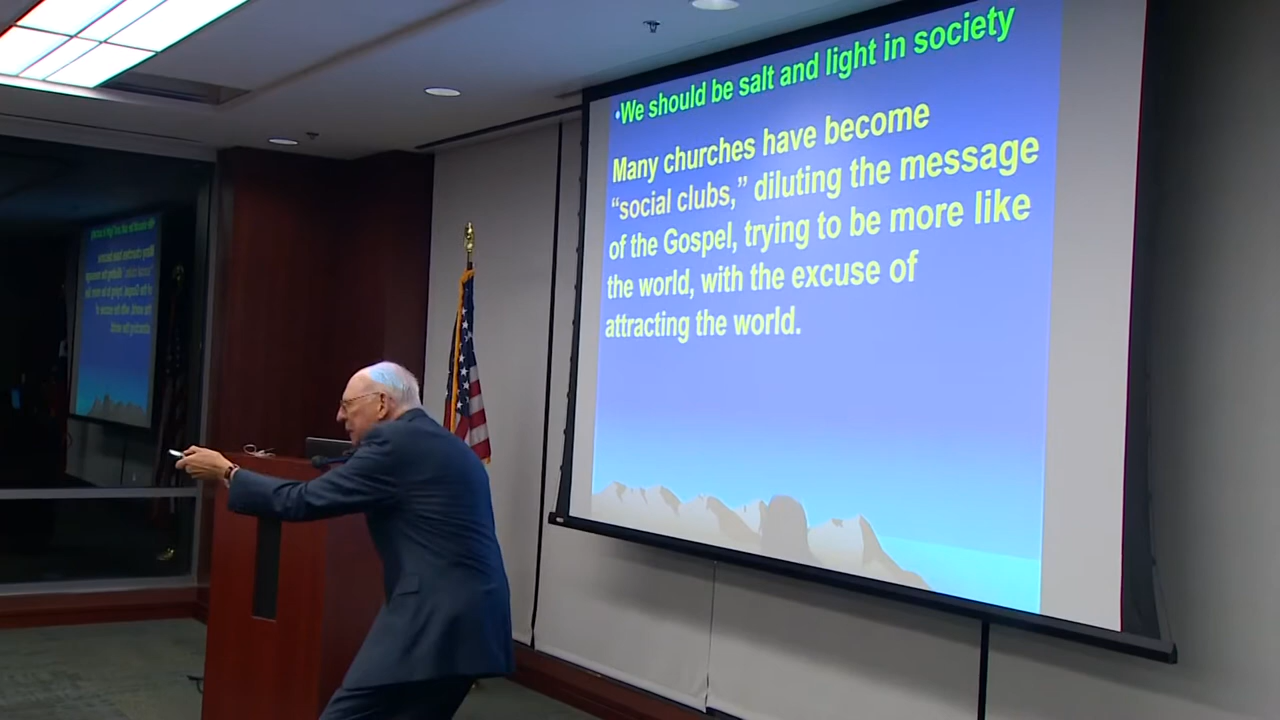 •We should be salt and light in society
Many churches have become
“social clubs,” diluting the message
of the Gospel, trying to be more like
the world, with the excuse of
attracting the world.